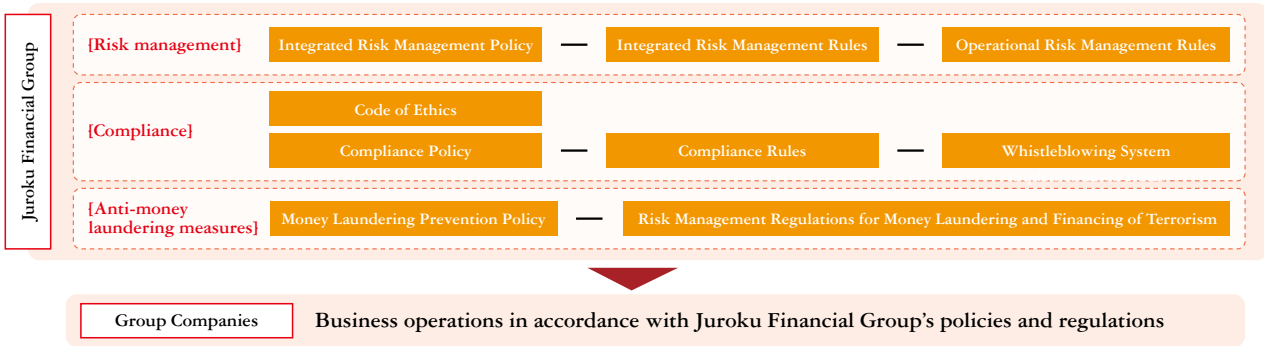 Juroku Financial Group
{Risk management}
Integrated Risk Management Policy
Integrated Risk Management Rules
Operational Risk Management Rules
{Compliance}
Code of Ethics
Compliance Policy
Compliance Rules
Whistleblowing System
{Anti-money
laundering measures}
Money Laundering Prevention Policy
Risk Management Regulations for Money Laundering and Financing of Terrorism
Group Companies
Business operations in accordance with Juroku Financial Group's policies and regulations